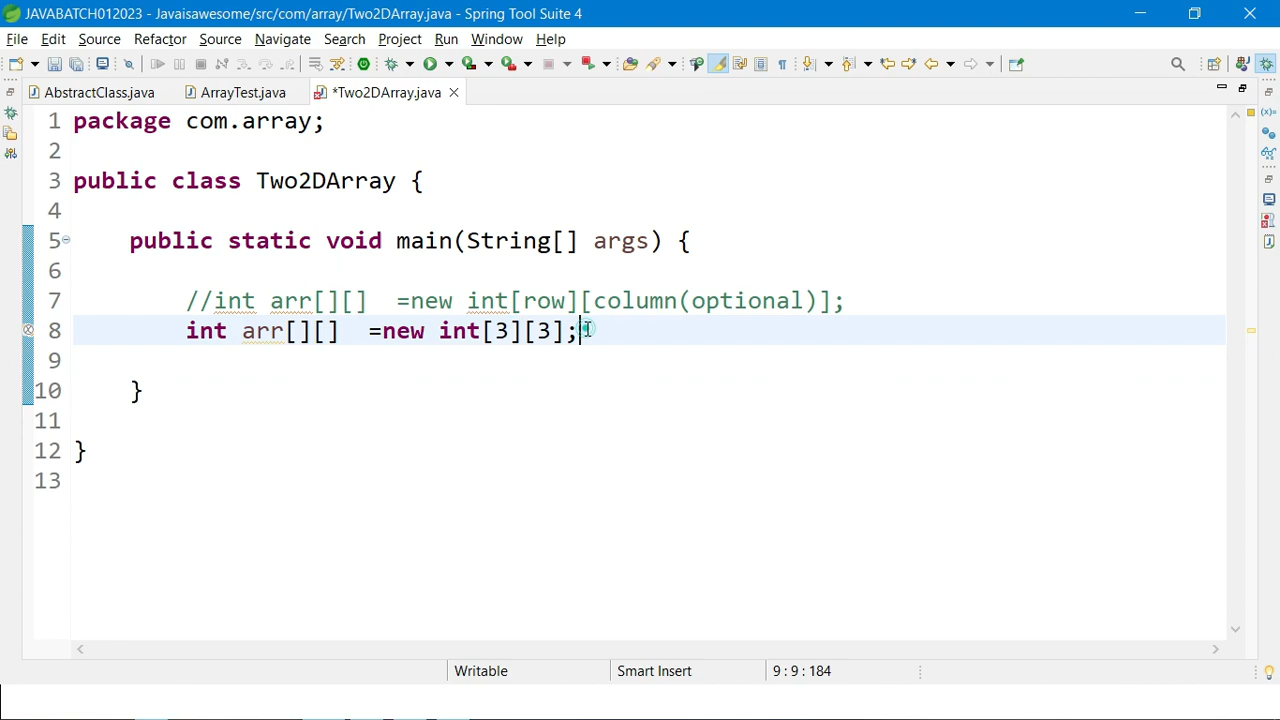 JAVABATCH012023 - Javaisawesome/src/com/array/Two2DArray.java - Spring Tool Suite 4
File Edit Source Refactor Source Navigate Search Project Run Window Help
AbstractClass.java ArrayTest.java *Two2DArray.java
1 package com.array;
2
3 public class Two2DArray {
4
5 public static void main(String[] args) {
6
7 //int arr[][]  =new int[row][column(optional)];
8 int arr[][]  =new int[3][3];
9
10 }
11
12 }
13
Writable Smart Insert 9 : 9 : 184